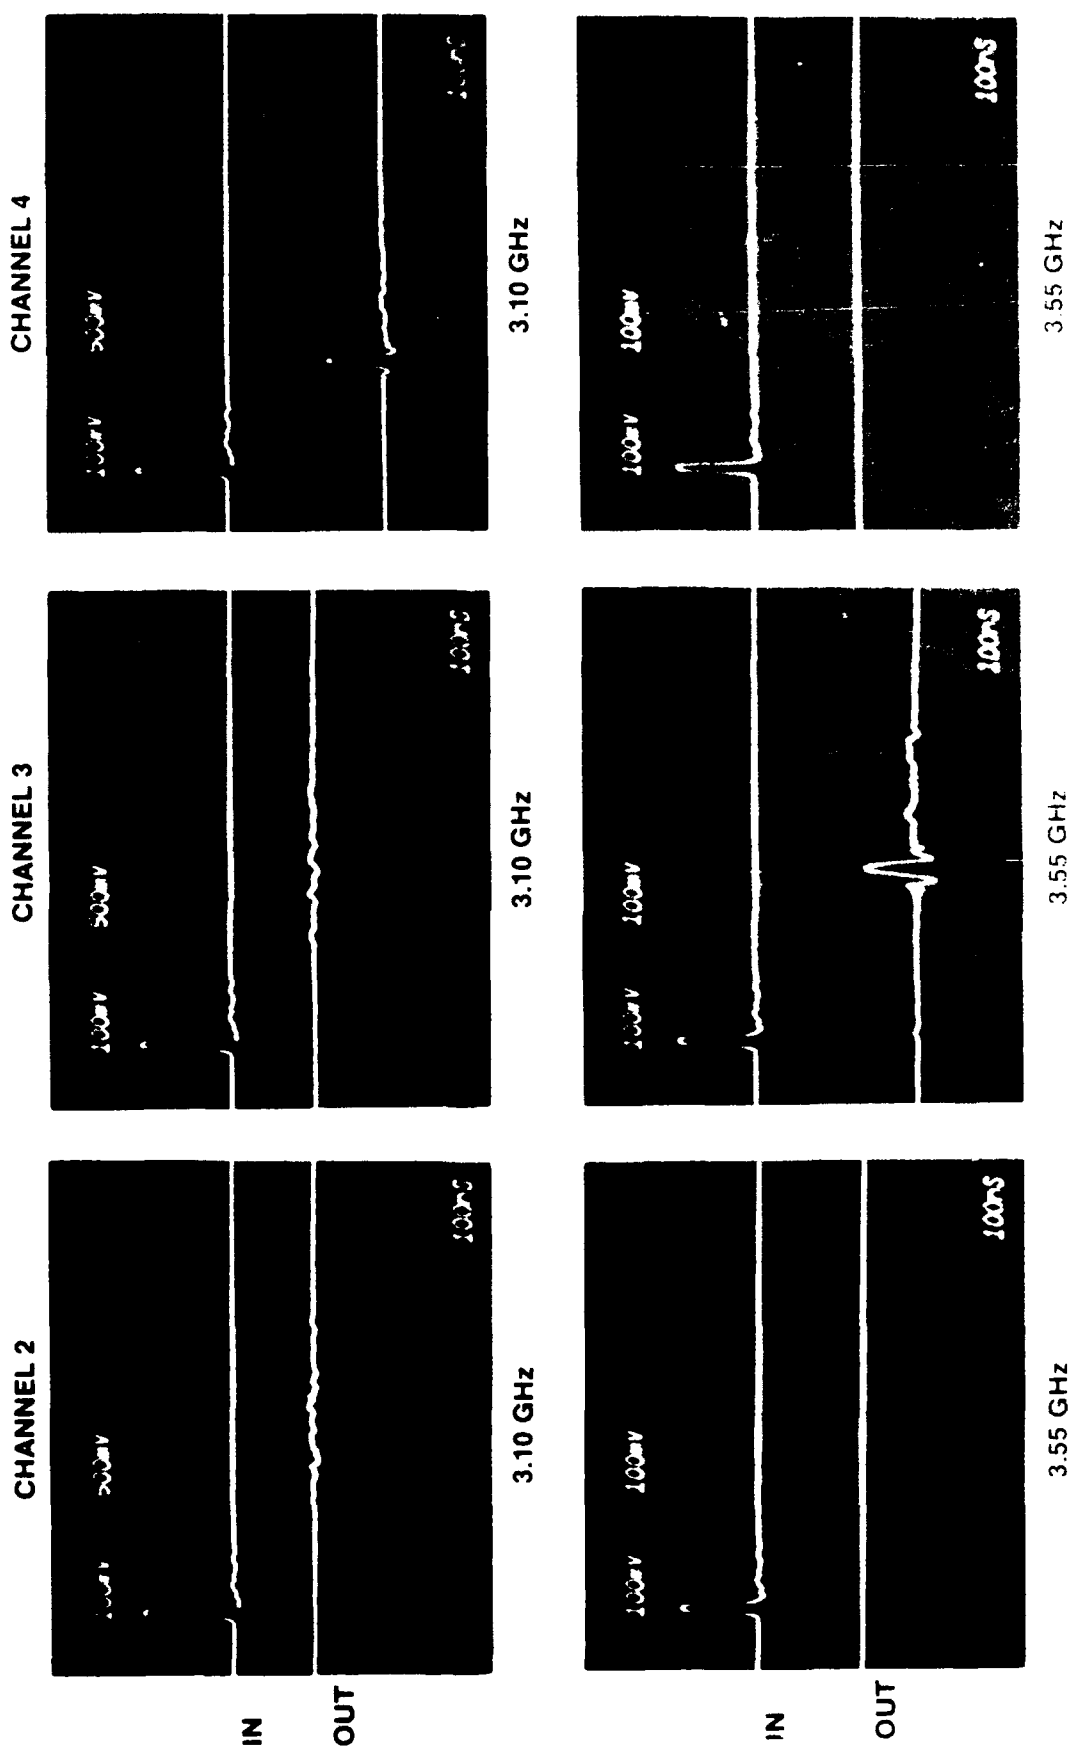 CHANNEL 2
CHANNEL 3
CHANNEL 4
IN
OUT
100mV 500mV
100nS
100mV 500mV
100nS
100mV 500mV
100nS
3.10 GHz
3.10 GHz
3.10 GHz
IN
OUT
100mV 100mV
100nS
100mV 100mV
100nS
100mV 100mV
100nS
3.55 GHz
3.55 GHz
3.55 GHz